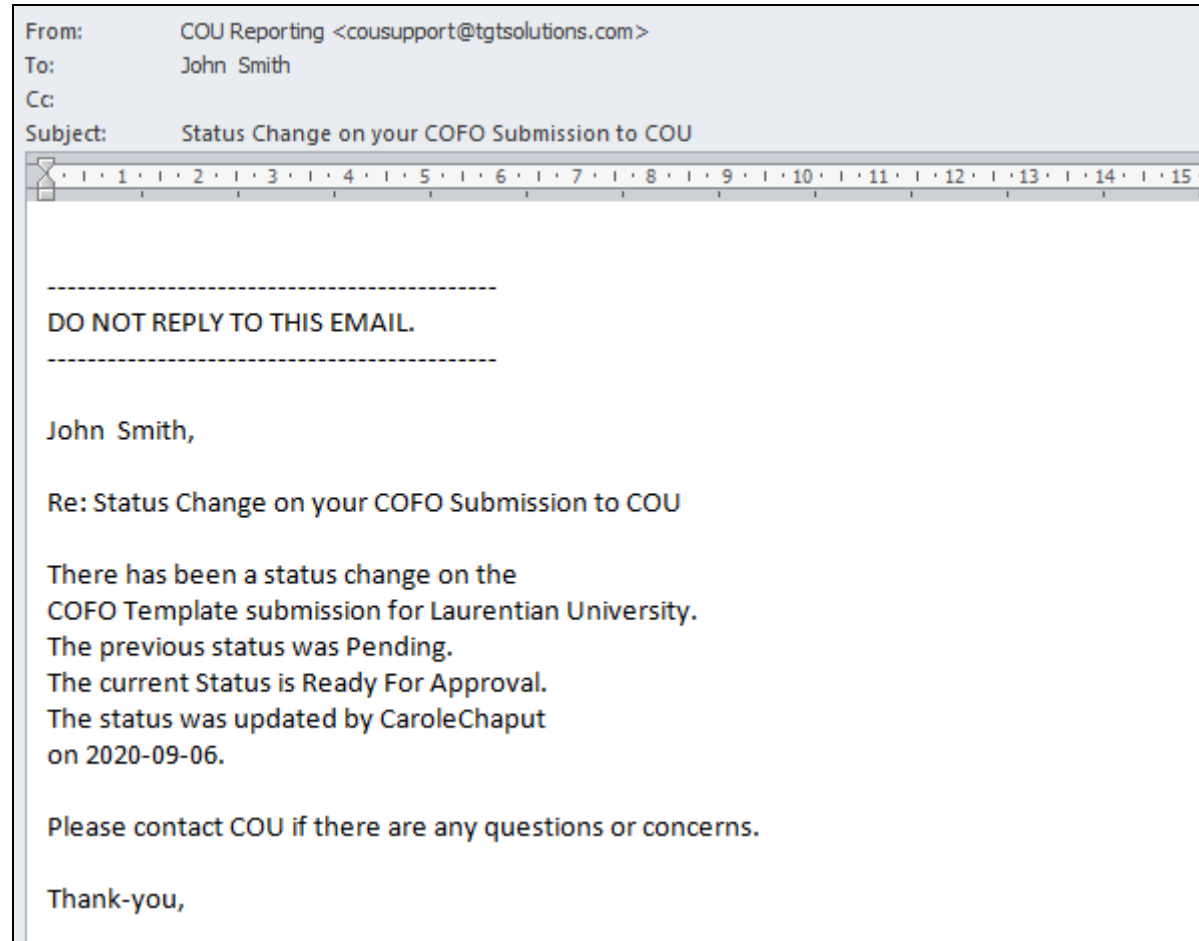 From: COU Reporting <cousupport@tgtsolutions.com>
To: John  Smith
Cc:
Subject: Status Change on your COFO Submission to COU
1 2 3 4 5 6 7 8 9 10 11 12 13 14 15
---------------------------------------------
DO NOT REPLY TO THIS EMAIL.
---------------------------------------------
John  Smith,
Re: Status Change on your COFO Submission to COU
There has been a status change on the
COFO Template submission for Laurentian University.
The previous status was Pending.
The current Status is Ready For Approval.
The status was updated by CaroleChaput
on 2020-09-06.
Please contact COU if there are any questions or concerns.
Thank-you,